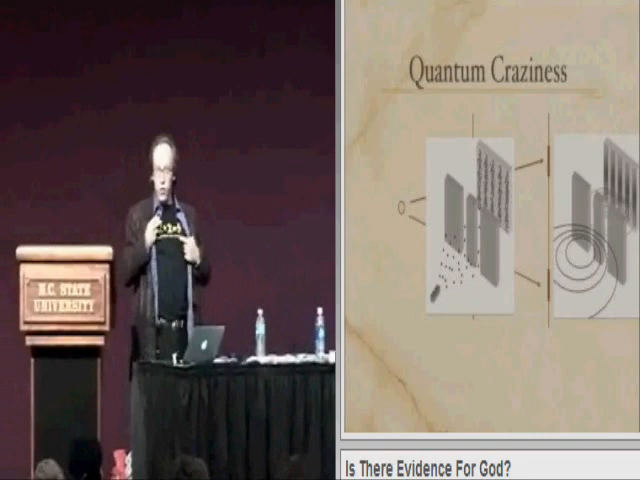 Quantum Craziness
N.C. STATE
UNIVERSITY
Is There Evidence For God?